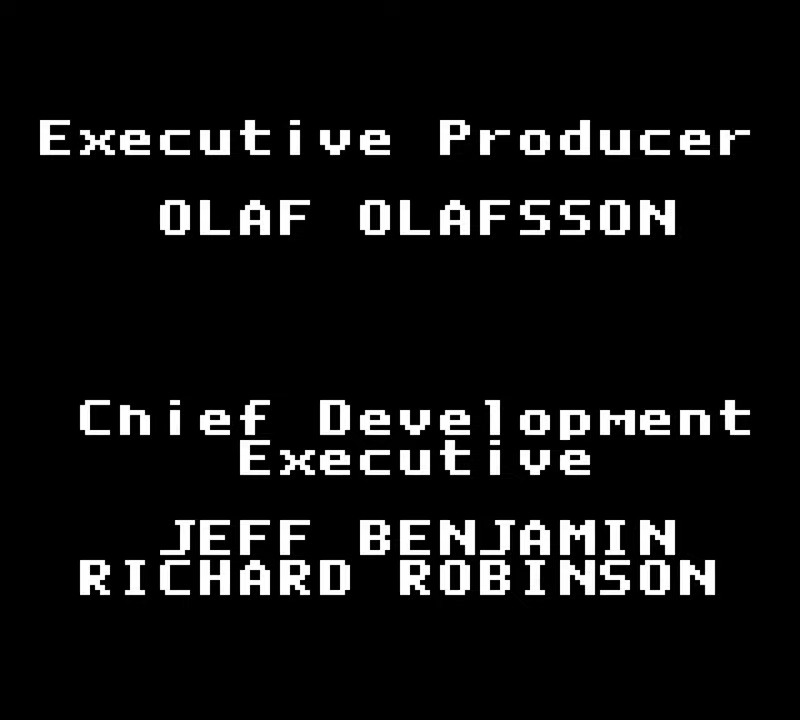 Executive Producer
OLAF OLAFSSON
Chief Development
Executive
JEFF BENJAMIN
RICHARD ROBINSON